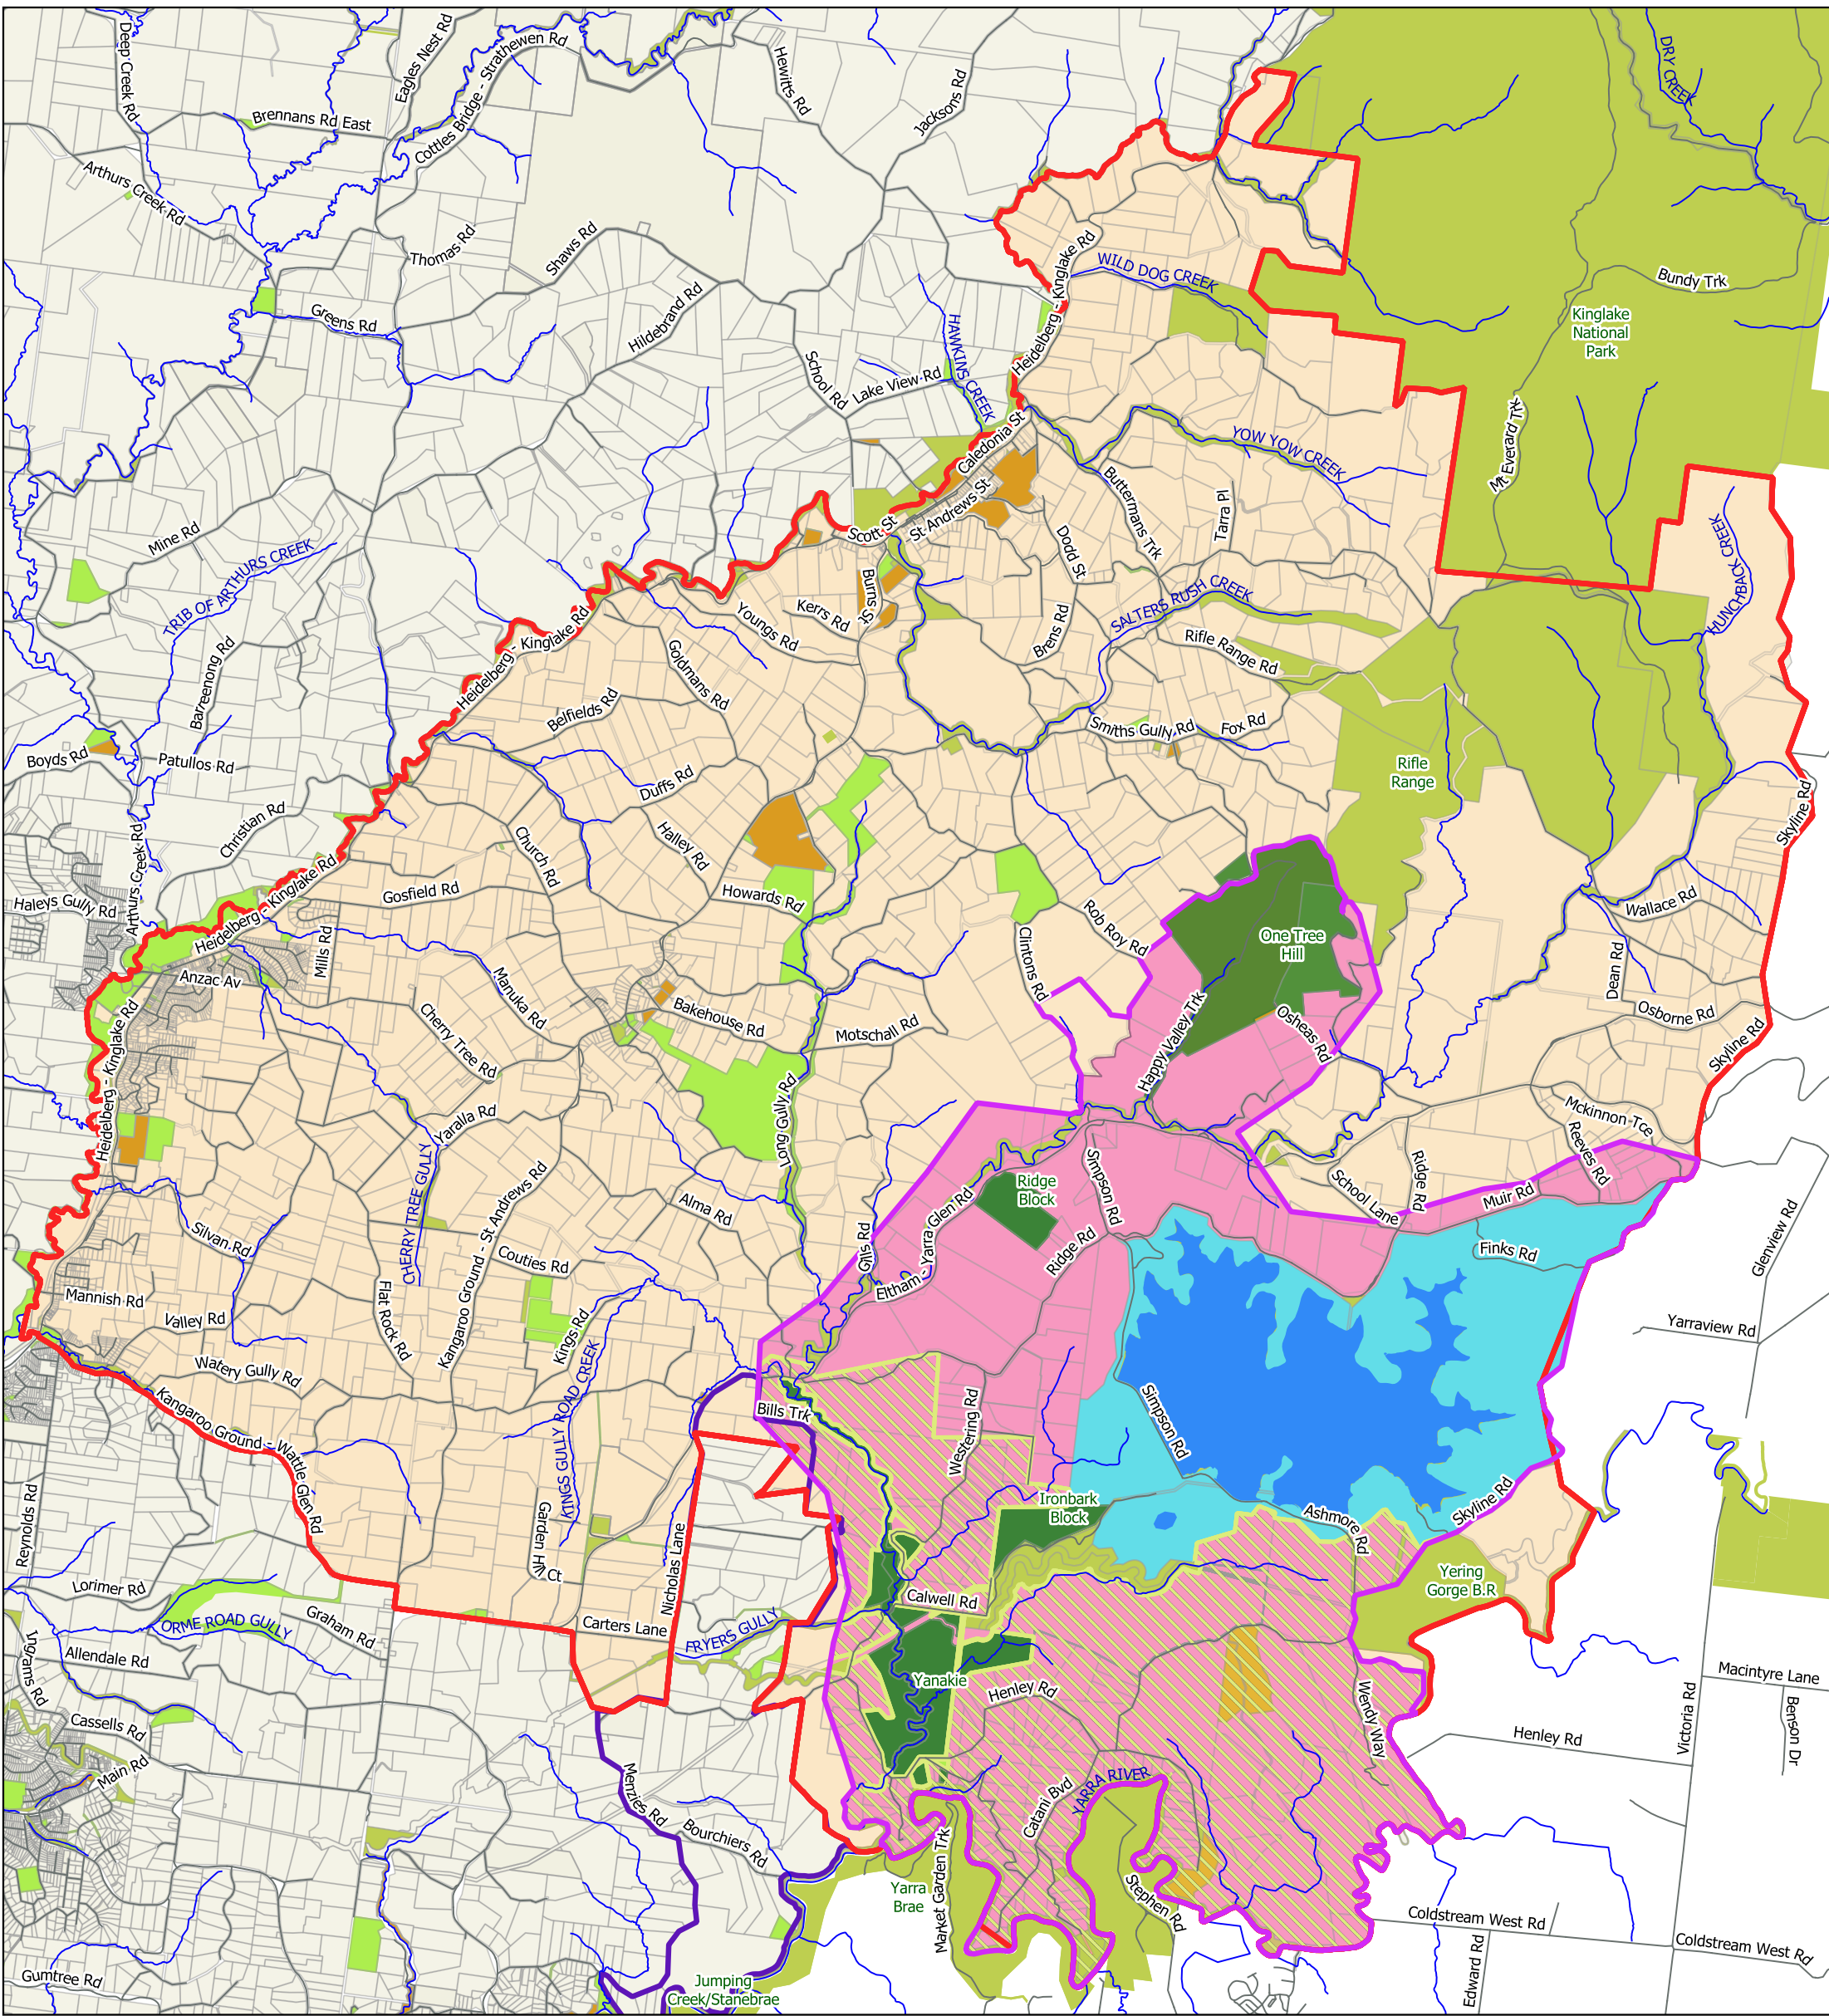 Deep Creek Rd
Eagles Nest Rd
Cottles Bridge - Strathewen Rd
Hewitts Rd
Jacksons Rd
DRY CREEK
Brennans Rd East
Arthurs Creek Rd
Thomas Rd
Shaws Rd
Heidelberg - Kinglake Rd
WILD DOG CREEK
Bundy Trk
Kinglake
National
Park
Greens Rd
Hildebrand Rd
School Rd
Lake View Rd
HAWKINS CREEK
Caledonia St
YOW YOW CREEK
Mt Everard Trk
Mine Rd
TRIB OF ARTHURS CREEK
Scott St
St Andrews St
Buttermans Trk
Tarra Pl
Dodd St
HUNCHBACK CREEK
Burns St
Kerrs Rd
Youngs Rd
SALTERS RUSH CREEK
Brens Rd
Rifle Range Rd
Heidelberg - Kinglake Rd
Goldmans Rd
Belfields Rd
Barreenong Rd
Smiths Gully Rd
Fox Rd
Boyds Rd
Patullos Rd
Duffs Rd
Rifle
Range
Skyline Rd
Christian Rd
Arthurs Creek Rd
Church Rd
Halley Rd
Haleys Gully Rd
Heidelberg - Kinglake Rd
Gosfield Rd
Howards Rd
Wallace Rd
Mills Rd
Rob Roy Rd
One Tree
Hill
Clintons Rd
Dean Rd
Anzac Av
Manuka Rd
Bakehouse Rd
Motschall Rd
Osborne Rd
Heidelberg - Kinglake Rd
Cherry Tree Rd
Happy Valley Trk
Osheas Rd
Skyline Rd
Yaralla Rd
Long Gully Rd
Mckinnon Tce
Reeves Rd
CHERRY TREE GULLY
Kangaroo Ground - St Andrews Rd
Alma Rd
Ridge
Block
Simpson Rd
School Lane
Ridge Rd
Muir Rd
Silvan Rd
Couties Rd
Gills Rd
Eltham - Yarra Glen Rd
Ridge Rd
Finks Rd
Glenview Rd
Mannish Rd
Valley Rd
Flat Rock Rd
Kings Rd
Yarraview Rd
Watery Gully Rd
KINGS GULLY ROAD CREEK
Bills Trk
Westering Rd
Simpson Rd
Kangaroo Ground - Wattle Glen Rd
Reynolds Rd
Garden Hill Ct
Nicholas Lane
Ironbark
Block
Ashmore Rd
Skyline Rd
Yering
Gorge B.R
Lorimer Rd
Calwell Rd
ORME ROAD GULLY
Graham Rd
Carters Lane
FRYERS GULLY
Allendale Rd
Ingrams Rd
Yanakie
Henley Rd
Wendy Way
Macintyre Lane
Victoria Rd
Benson Dr
Cassells Rd
Henley Rd
Main Rd
Menzies Rd
Catani Bvd
YARRA RIVER
Bourchiers Rd
Yarra
Brae
Market Garden Trk
Stephen Rd
Coldstream West Rd
Coldstream West Rd
Edward Rd
Gumtree Rd
Jumping
Creek/Stanebrae